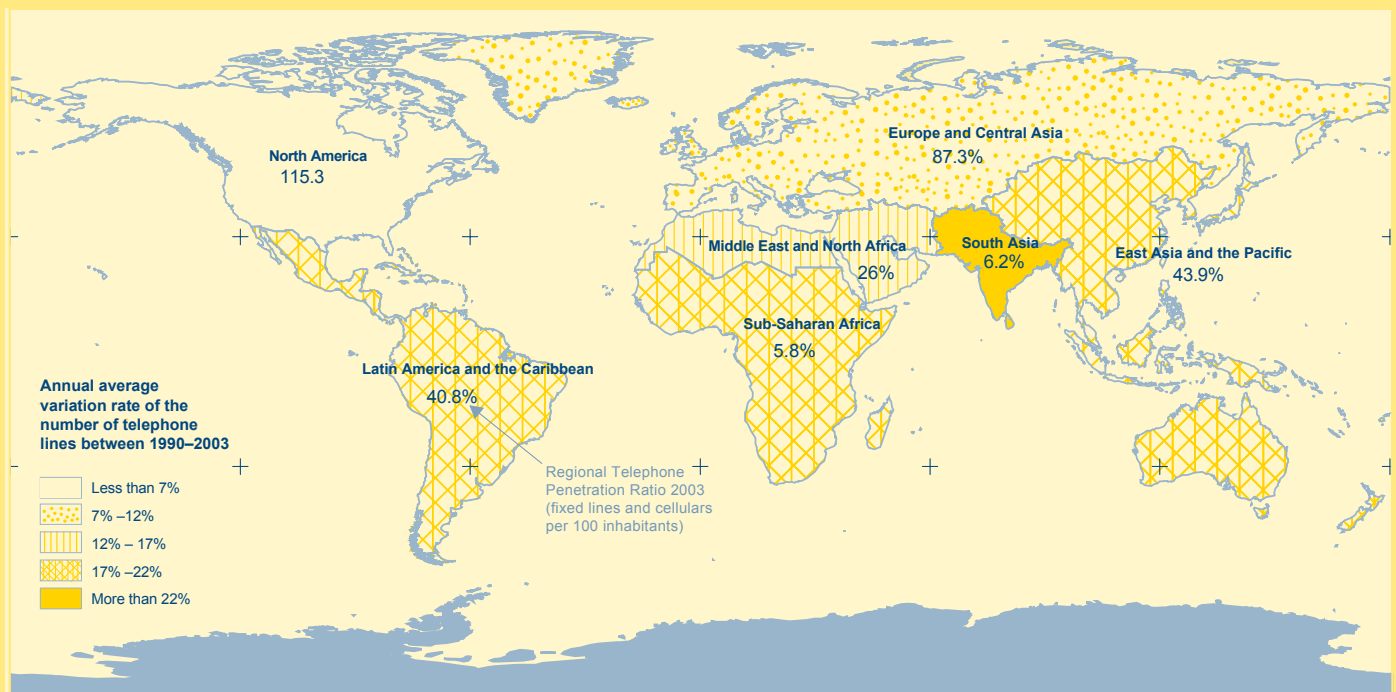 North America
115.3
Europe and Central Asia
87.3%
Middle East and North Africa
26%
South Asia
6.2%
East Asia and the Pacific
43.9%
Sub-Saharan Africa
5.8%
Latin America and the Caribbean
40.8%
Annual average
variation rate of the
number of telephone
lines between 1990–2003
Less than 7%
7% –12%
12% – 17%
17% –22%
More than 22%
Regional Telephone
Penetration Ratio 2003
(fixed lines and cellulars
per 100 inhabitants)